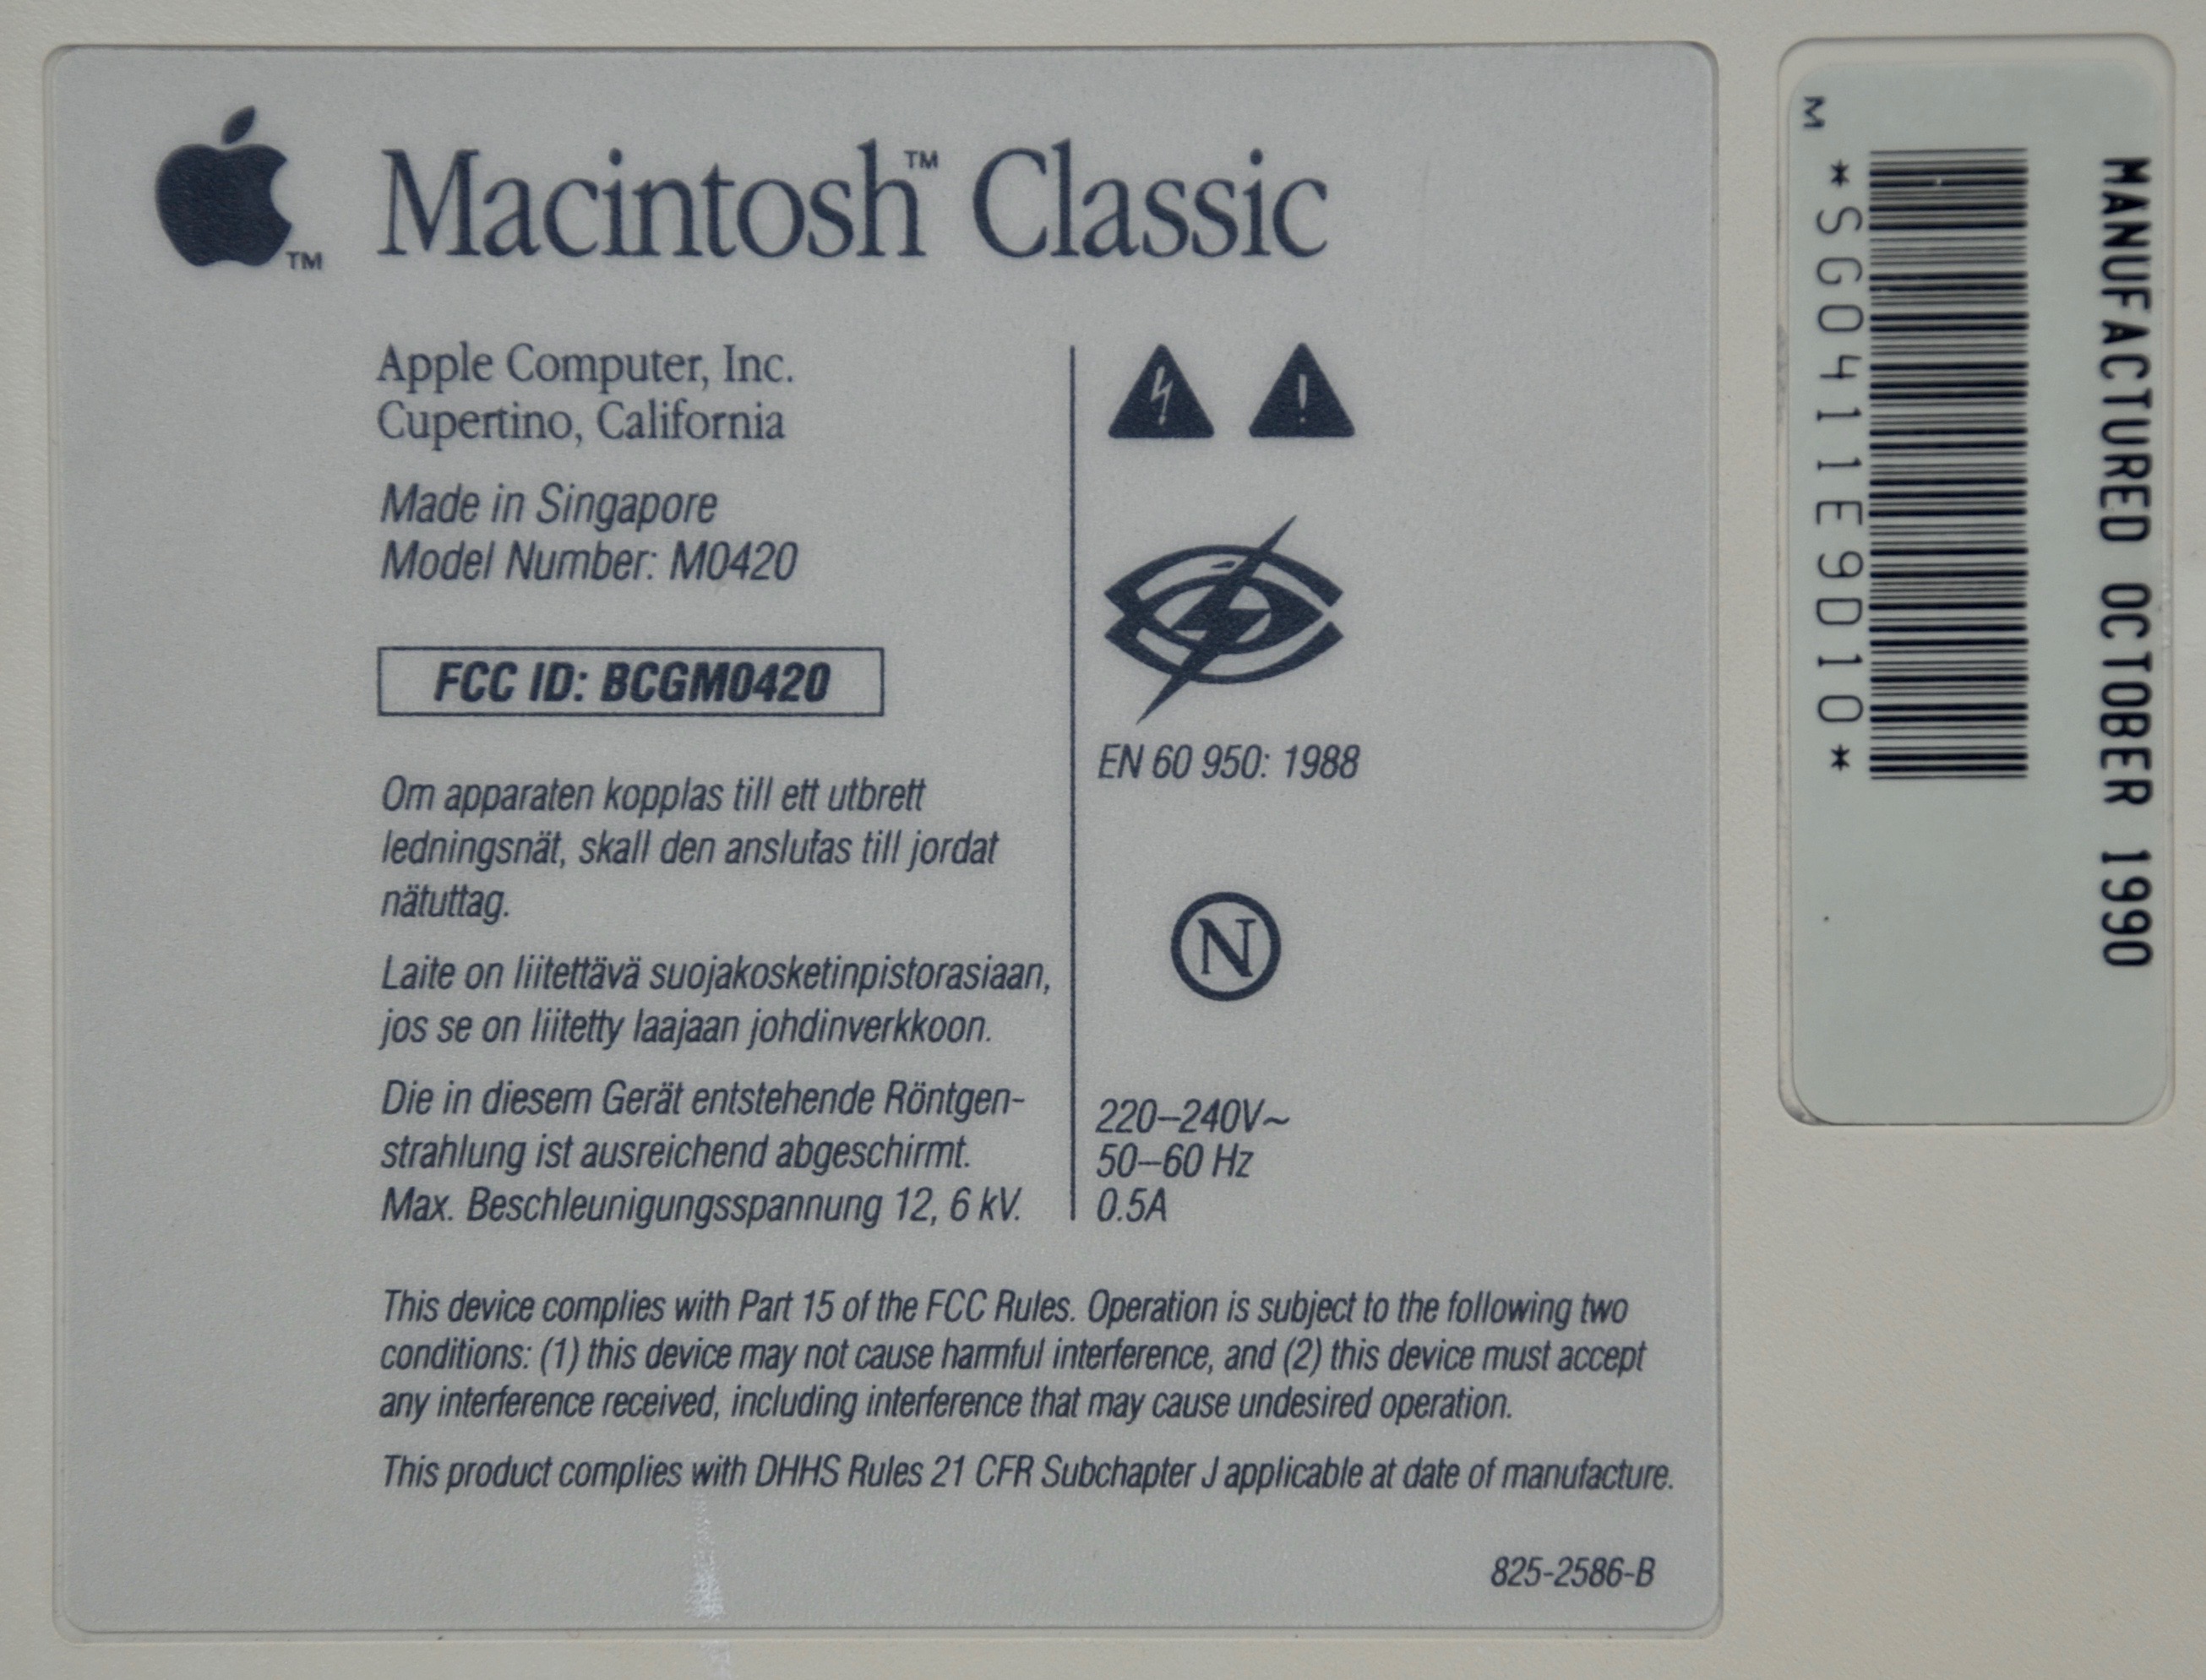 Macintosh™ Classic
™
Apple Computer, Inc.
Cupertino, California
Made in Singapore
Model Number: M0420
FCC ID: BCGM0420
Om apparaten kopplas till ett utbrett
ledningsnät, skall den anslutas till jordat
nätuttag.
Laite on liitettävä suojakosketinpistorasiaan,
jos se on liitetty laajaan johdinverkkoon.
Die in diesem Gerät entstehende Röntgen-
strahlung ist ausreichend abgeschirmt.
Max. Beschleunigungsspannung 12, 6 kV.
EN 60 950: 1988
N
220–240V~
50–60 Hz
0.5A
This device complies with Part 15 of the FCC Rules. Operation is subject to the following two
conditions: (1) this device may not cause harmful interference, and (2) this device must accept
any interference received, including interference that may cause undesired operation.
This product complies with DHHS Rules 21 CFR Subchapter J applicable at date of manufacture.
825-2586-B
MANUFACTURED OCTOBER 1990
M
*SG0411E9D10*